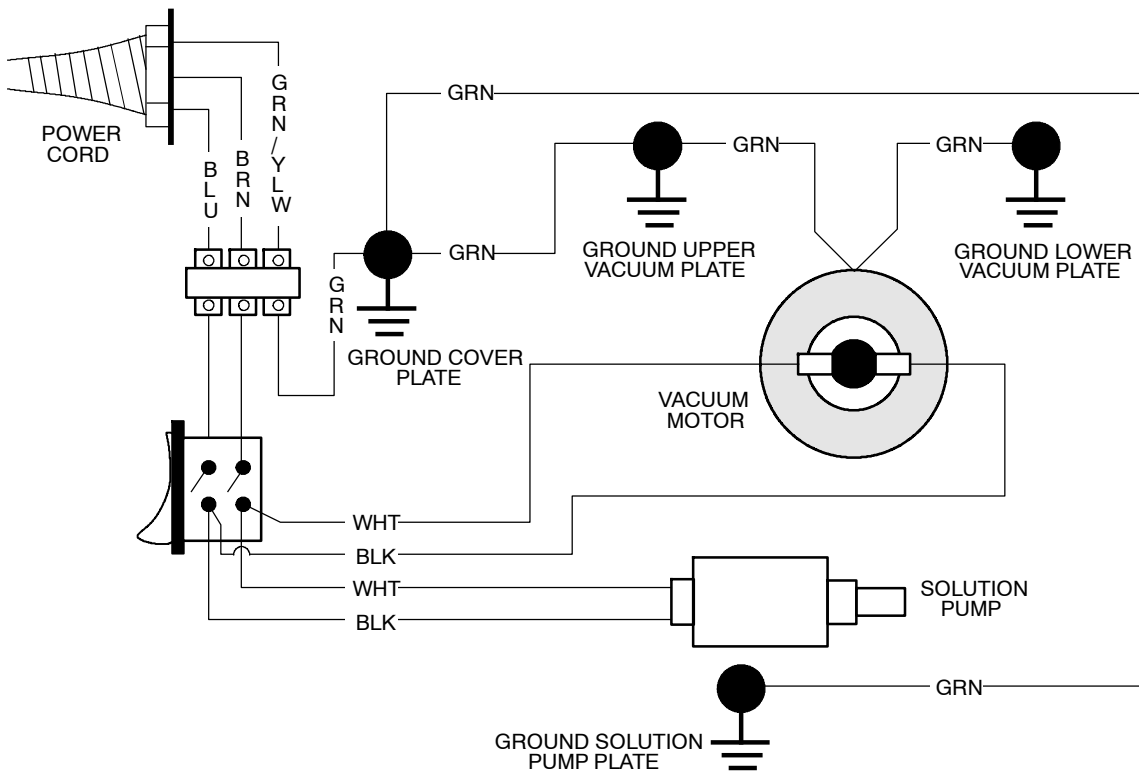 POWER
CORD
BLU
BRN
GRN/YLW
GRN
GRN
GRN
GRN
GROUND UPPER
VACUUM PLATE
GROUND LOWER
VACUUM PLATE
GRN
GRN
GROUND COVER
PLATE
VACUUM
MOTOR
WHT
BLK
WHT
BLK
SOLUTION
PUMP
GRN
GROUND SOLUTION
PUMP PLATE